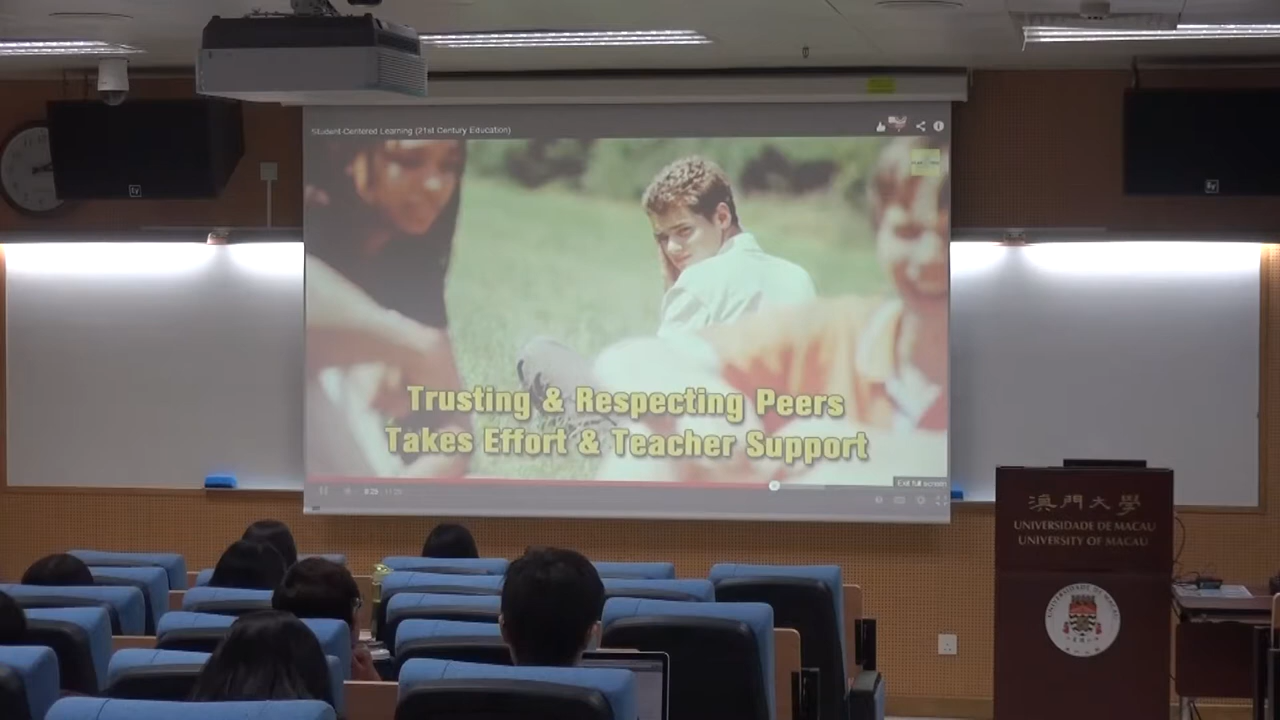 Student-Centered Learning (21st Century Education)
Trusting & Respecting Peers
Takes Effort & Teacher Support
Exit full screen
澳門大學
UNIVERSIDADE DE MACAU
UNIVERSITY OF MACAU